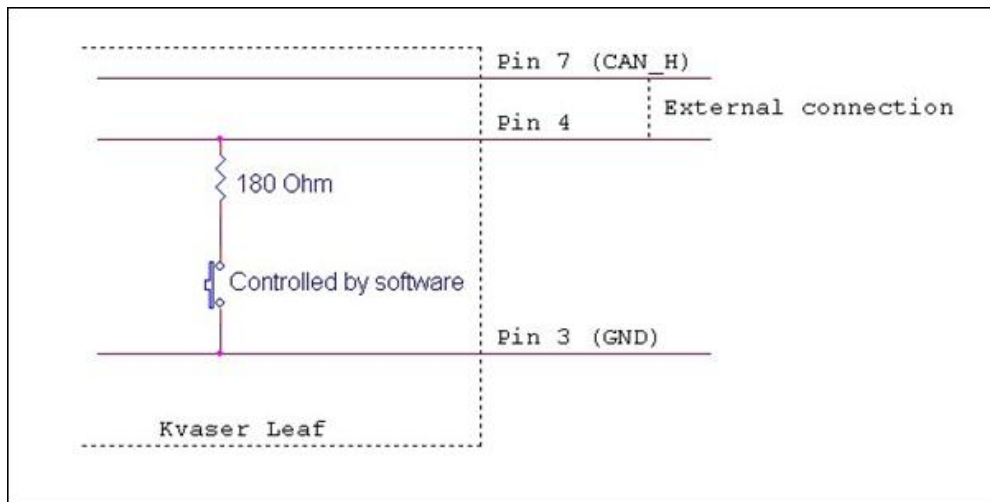 Pin 7 (CAN_H)
External connection
Pin 4
180 Ohm
Controlled by software
Pin 3 (GND)
Kvaser Leaf